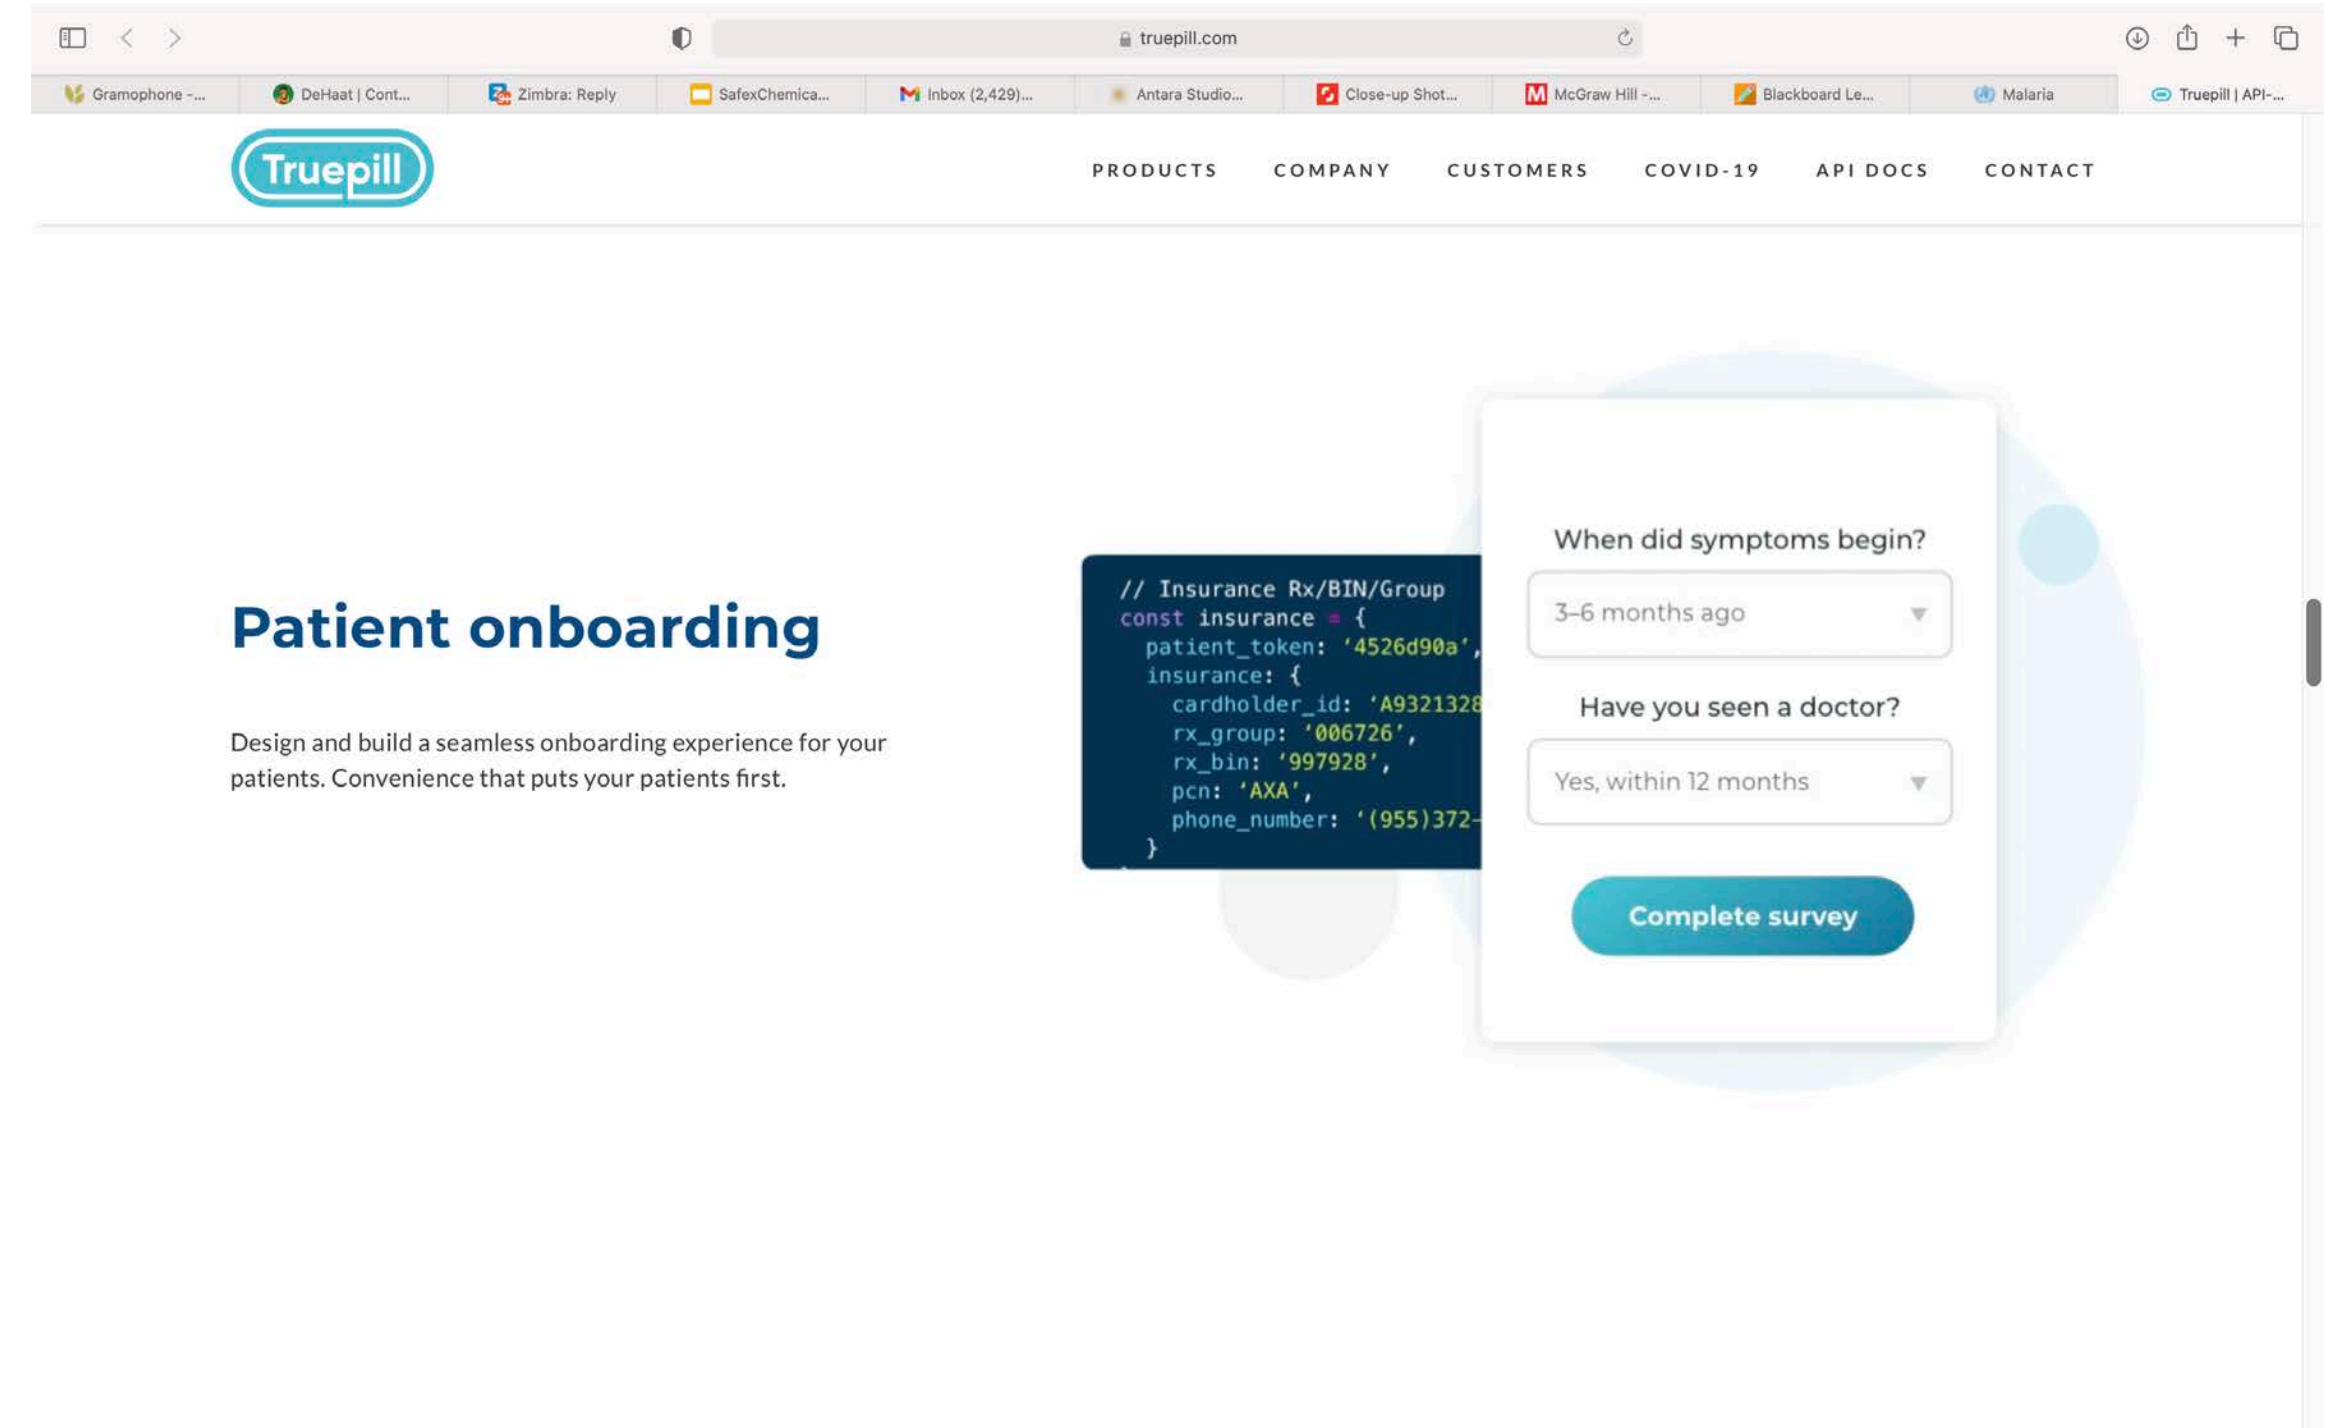 truepill.com
Gramophone -...
DeHaat | Cont...
Zimbra: Reply
SafexChemica...
Inbox (2,429)...
Antara Studio...
Close-up Shot...
McGraw Hill -...
Blackboard Le...
Malaria
Truepill | API-...
Truepill
PRODUCTS
COMPANY
CUSTOMERS
COVID-19
API DOCS
CONTACT
Patient onboarding
Design and build a seamless onboarding experience for your
patients. Convenience that puts your patients first.
// Insurance Rx/BIN/Group
const insurance = {
patient_token: ‘4526d90a’,
insurance: {
cardholder_id: ‘A9321328
rx_group: ‘006726’,
rx_bin: ‘997928’,
pcn: ‘AXA’,
phone_number: ‘(955)372-
}
When did symptoms begin?
3–6 months ago
Have you seen a doctor?
Yes, within 12 months
Complete survey